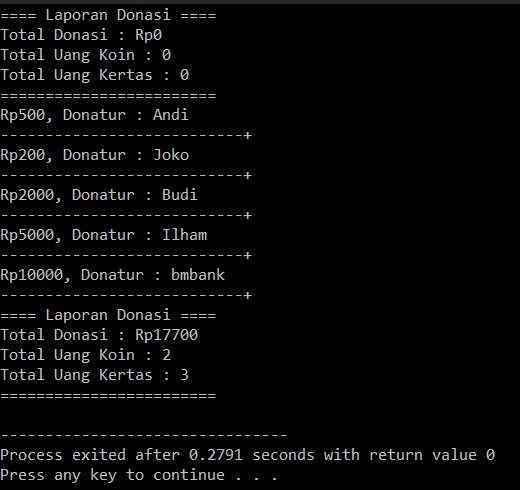 ==== Laporan Donasi ====
Total Donasi : Rp0
Total Uang Koin : 0
Total Uang Kertas : 0
========================
Rp500, Donatur : Andi
---------------------------+
Rp200, Donatur : Joko
---------------------------+
Rp2000, Donatur : Budi
---------------------------+
Rp5000, Donatur : Ilham
---------------------------+
Rp10000, Donatur : bmbank
---------------------------+
==== Laporan Donasi ====
Total Donasi : Rp17700
Total Uang Koin : 2
Total Uang Kertas : 3
========================
--------------------------------
Process exited after 0.2791 seconds with return value 0
Press any key to continue . . .